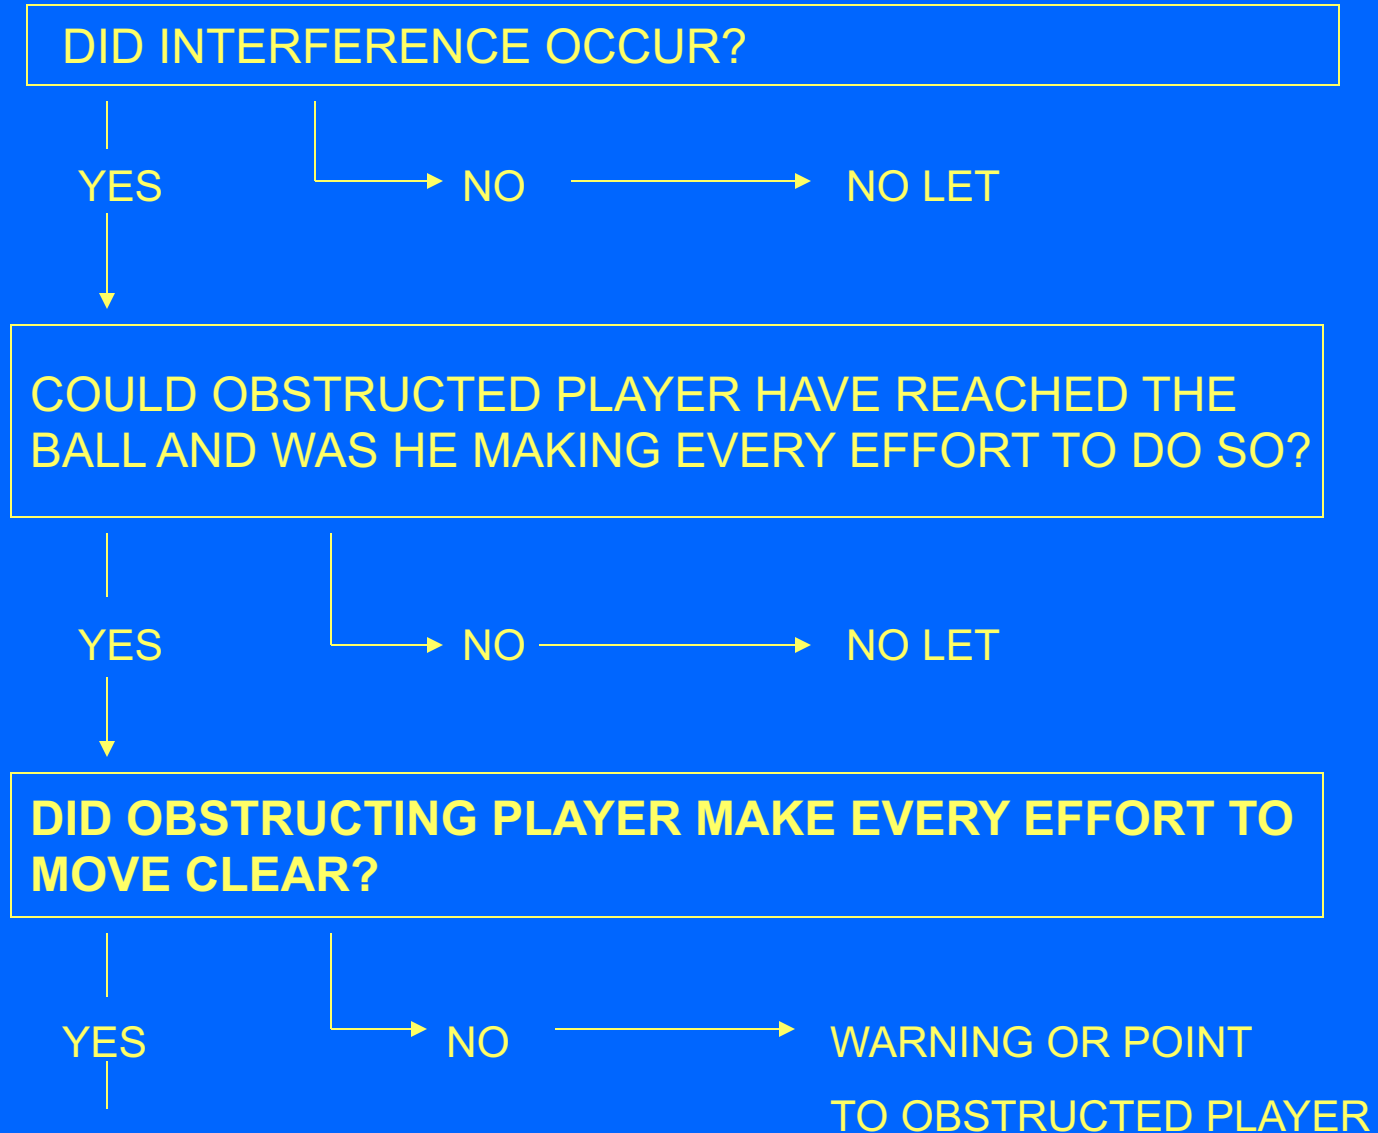 DID INTERFERENCE OCCUR?
YES
NO
NO LET
COULD OBSTRUCTED PLAYER HAVE REACHED THE
BALL AND WAS HE MAKING EVERY EFFORT TO DO SO?
YES
NO
NO LET
DID OBSTRUCTING PLAYER MAKE EVERY EFFORT TO
MOVE CLEAR?
YES
NO
WARNING OR POINT
TO OBSTRUCTED PLAYER